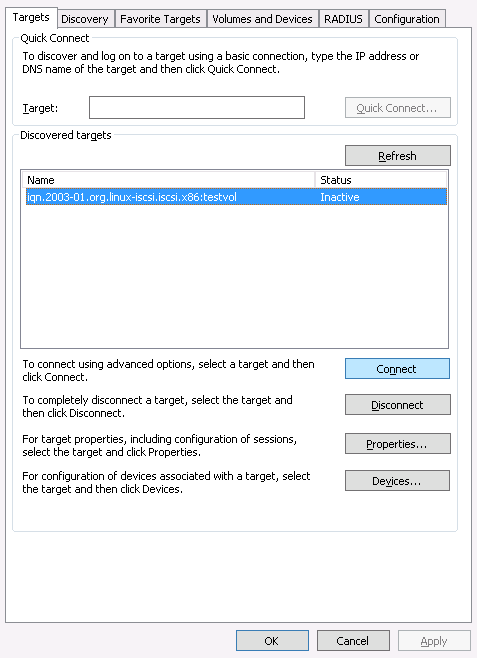 Targets Discovery Favorite Targets Volumes and Devices RADIUS Configuration
Quick Connect
To discover and log on to a target using a basic connection, type the IP address or
DNS name of the target and then click Quick Connect.
Target: Quick Connect...
Discovered targets
Refresh
Name Status
iqn.2003-01.org.linux-iscsi.iscsi.x86:testvol Inactive
To connect using advanced options, select a target and then
click Connect.
Connect
To completely disconnect a target, select the target and
then click Disconnect.
Disconnect
For target properties, including configuration of sessions,
select the target and click Properties.
Properties...
For configuration of devices associated with a target, select
the target and then click Devices.
Devices...
OK Cancel Apply